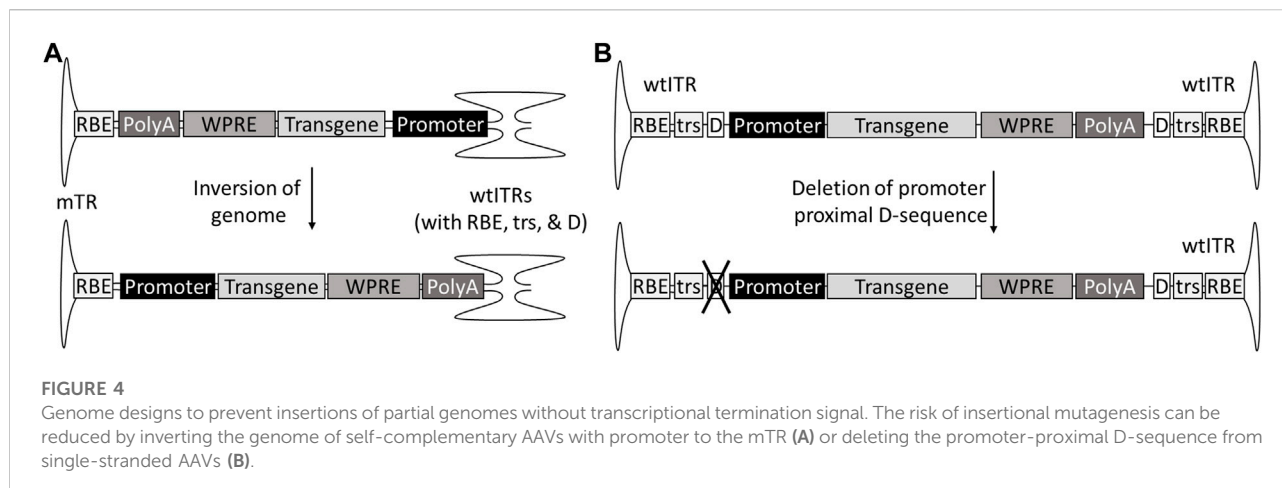 A
RBE PolyA WPRE Transgene Promoter
Inversion of
genome
mTR
wtITRs
(with RBE, trs, & D)
RBE Promoter Transgene WPRE PolyA
B
wtITR wtITR
RBE trs D Promoter Transgene WPRE PolyA D trs RBE
Deletion of promoter
proximal D-sequence
wtITR
RBE trs D Promoter Transgene WPRE PolyA D trs RBE
FIGURE 4
Genome designs to prevent insertions of partial genomes without transcriptional termination signal. The risk of insertional mutagenesis can be
reduced by inverting the genome of self-complementary AAVs with promoter to the mTR (A) or deleting the promoter-proximal D-sequence from
single-stranded AAVs (B).